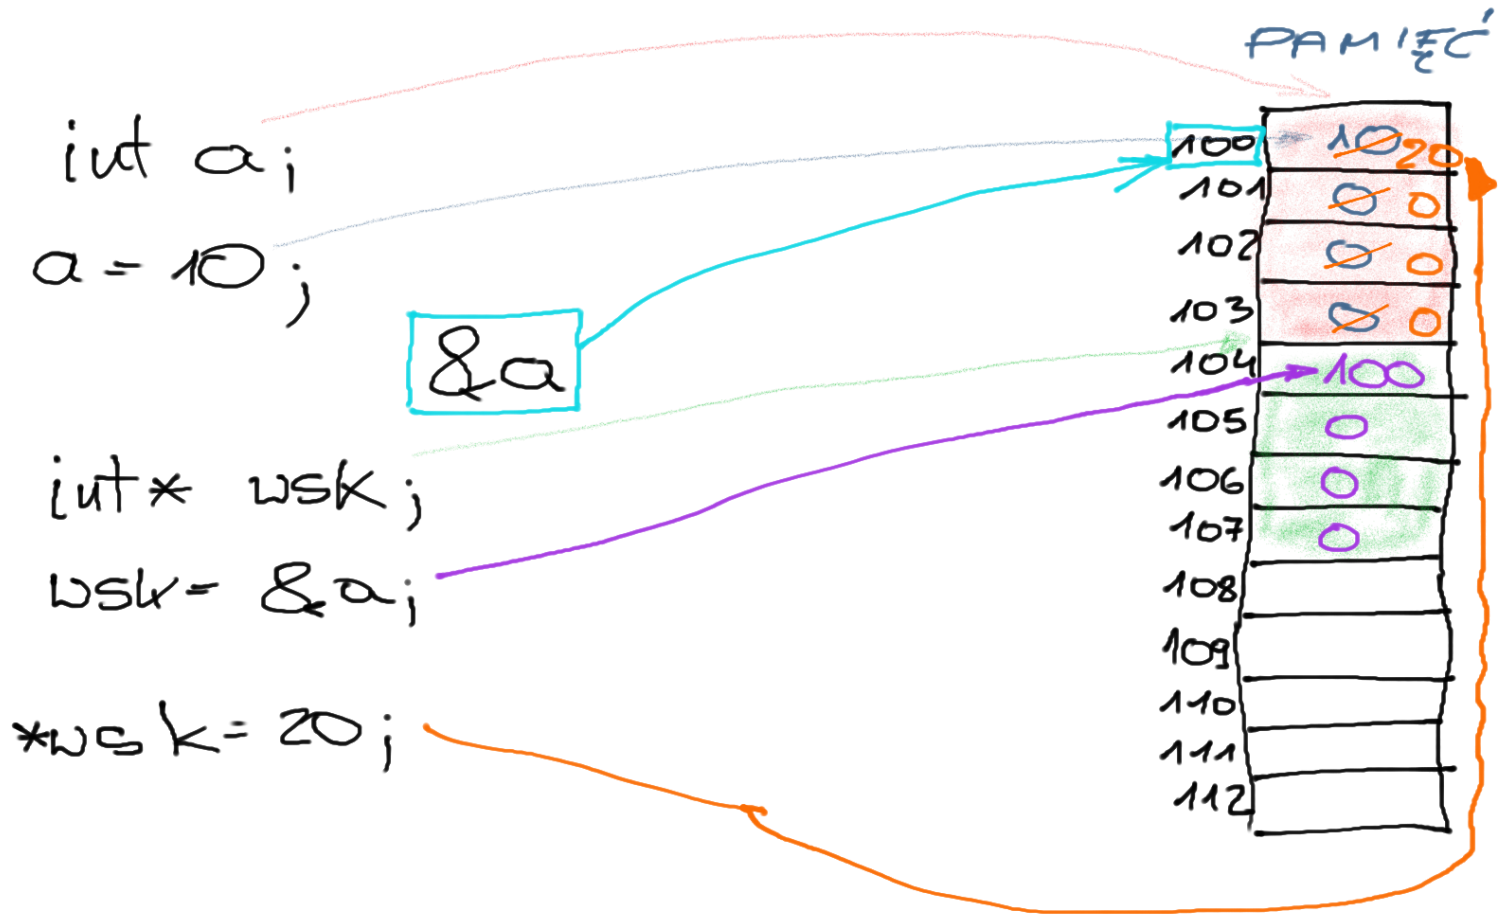 PAMIĘĆ
int a;
a = 10;
&a
int* wsk;
wsk = &a;
*wsk = 20;
100 10 20
101 0 0
102 0 0
103 0 0
104 100
105 0
106 0
107 0
108
109
110
111
112